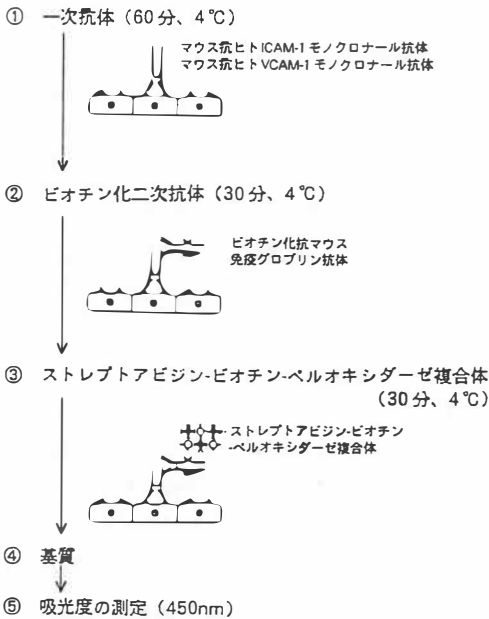 ① 一次抗体（60分、4℃）
マウス抗ヒトICAM-1モノクロナール抗体
マウス抗ヒトVCAM-1モノクロナール抗体
② ビオチン化二次抗体（30分、4℃）
ビオチン化抗マウス
免疫グロブリン抗体
③ ストレプトアビジン-ビオチン-ペルオキシダーゼ複合体
（30分、4℃）
ストレプトアビジン-ビオチン
-ペルオキシダーゼ複合体
④ 基質
⑤ 吸光度の測定（450nm）